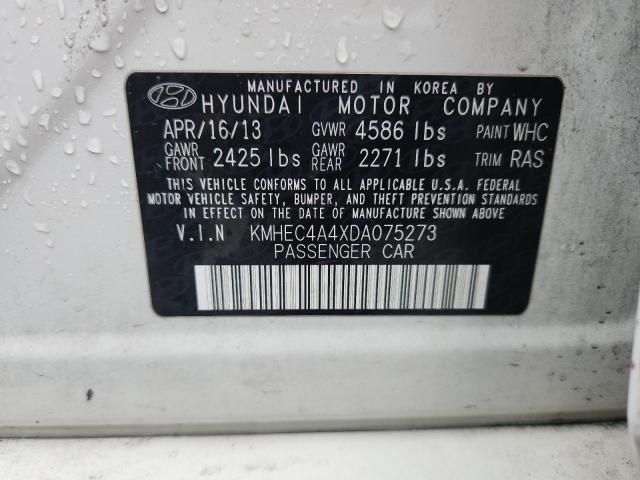 MANUFACTURED IN KOREA BY
HYUNDAI MOTOR COMPANY
APR/16/13 GVWR 4586 lbs PAINT WHC
GAWR FRONT 2425 lbs GAWR REAR 2271 lbs TRIM RAS
THIS VEHICLE CONFORMS TO ALL APPLICABLE U.S.A. FEDERAL
MOTOR VEHICLE SAFETY, BUMPER, AND THEFT PREVENTION
STANDARDS IN EFFECT ON THE DATE OF
MANUFACTURE SHOWN ABOVE.
V.I.N KMHEC4A4XDA075273
PASSENGER CAR